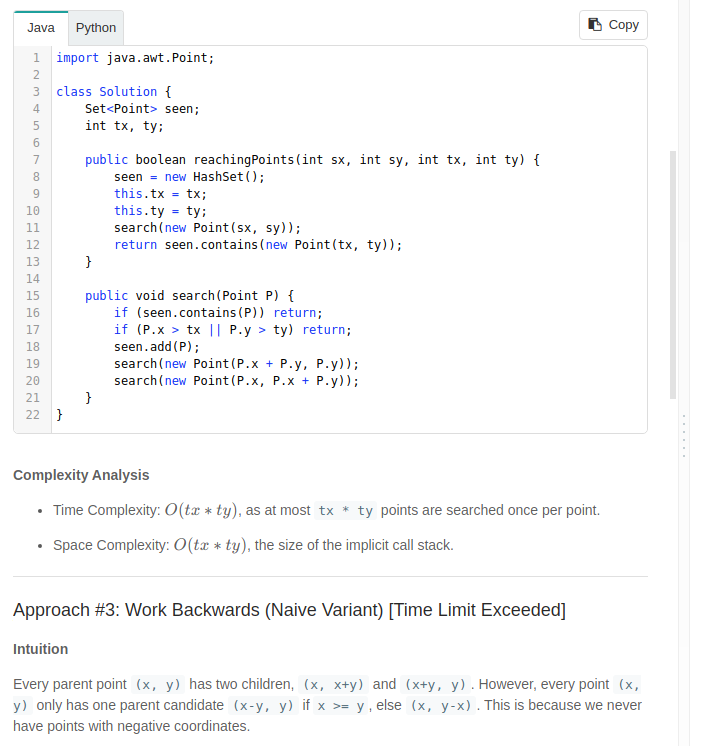 Java
Python
Copy
1 import java.awt.Point;
2
3 class Solution {
4     Set<Point> seen;
5     int tx, ty;
6
7     public boolean reachingPoints(int sx, int sy, int tx, int ty) {
8         seen = new HashSet();
9         this.tx = tx;
10         this.ty = ty;
11         search(new Point(sx, sy));
12         return seen.contains(new Point(tx, ty));
13     }
14
15     public void search(Point P) {
16         if (seen.contains(P)) return;
17         if (P.x > tx || P.y > ty) return;
18         seen.add(P);
19         search(new Point(P.x + P.y, P.y));
20         search(new Point(P.x, P.x + P.y));
21     }
22 }
Complexity Analysis
• Time Complexity: O(tx ∗ ty), as at most tx * ty points are searched once per point.
• Space Complexity: O(tx ∗ ty), the size of the implicit call stack.
Approach #3: Work Backwards (Naive Variant) [Time Limit Exceeded]
Intuition
Every parent point (x, y) has two children, (x, x+y) and (x+y, y). However, every point (x,
y) only has one parent candidate (x-y, y) if x >= y, else (x, y-x). This is because we never
have points with negative coordinates.